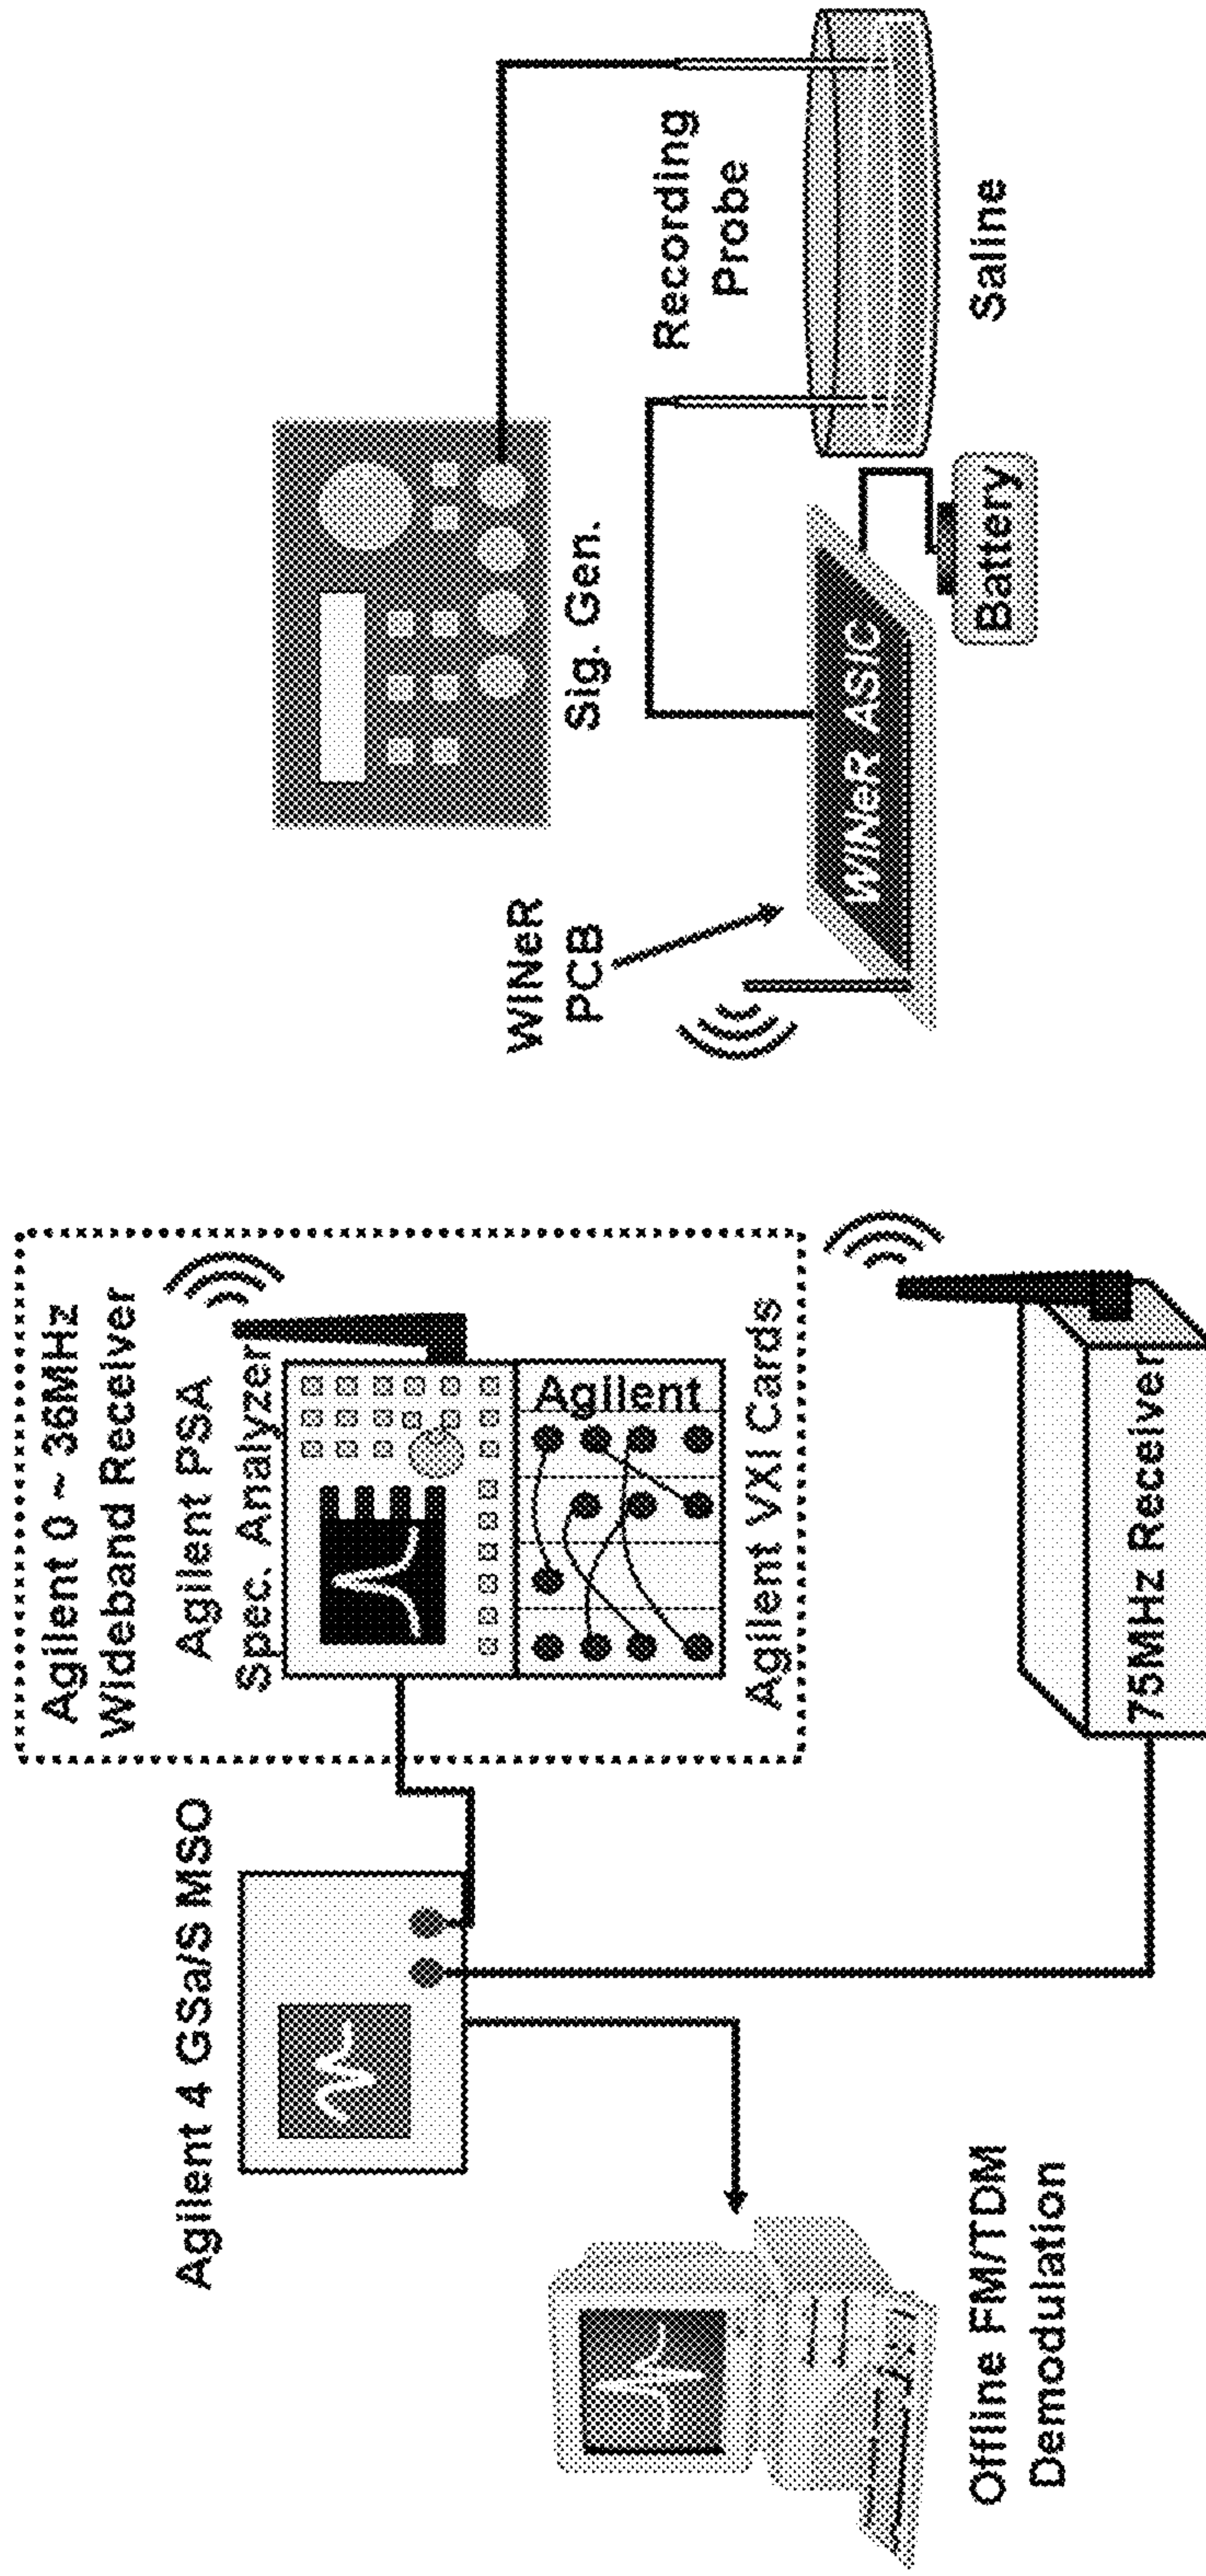 Agilent 4 GSa/S MSO
Offline FM/TDM
Demodulation
Agilent 0 ~ 36MHz
Wideband Receiver
Agilent PSA
Spec. Analyzer
Agilent
Agilent VXI Cards
75MHz Receiver
WINeR
PCB
WINeR ASIC
Sig. Gen.
Battery
Recording
Probe
Saline